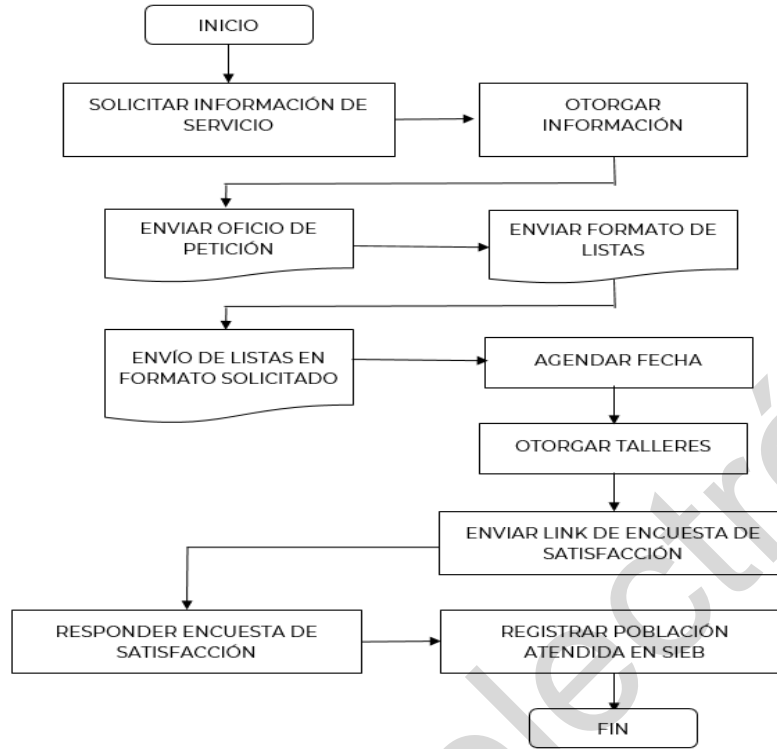 INICIO
SOLICITAR INFORMACIÓN DE
SERVICIO
OTORGAR
INFORMACIÓN
ENVIAR OFICIO DE
PETICIÓN
ENVIAR FORMATO DE
LISTAS
ENVÍO DE LISTAS EN
FORMATO SOLICITADO
AGENDAR FECHA
OTORGAR TALLERES
ENVIAR LINK DE ENCUESTA DE
SATISFACCIÓN
RESPONDER ENCUESTA DE
SATISFACCIÓN
REGISTRAR POBLACIÓN
ATENDIDA EN SIEB
FIN